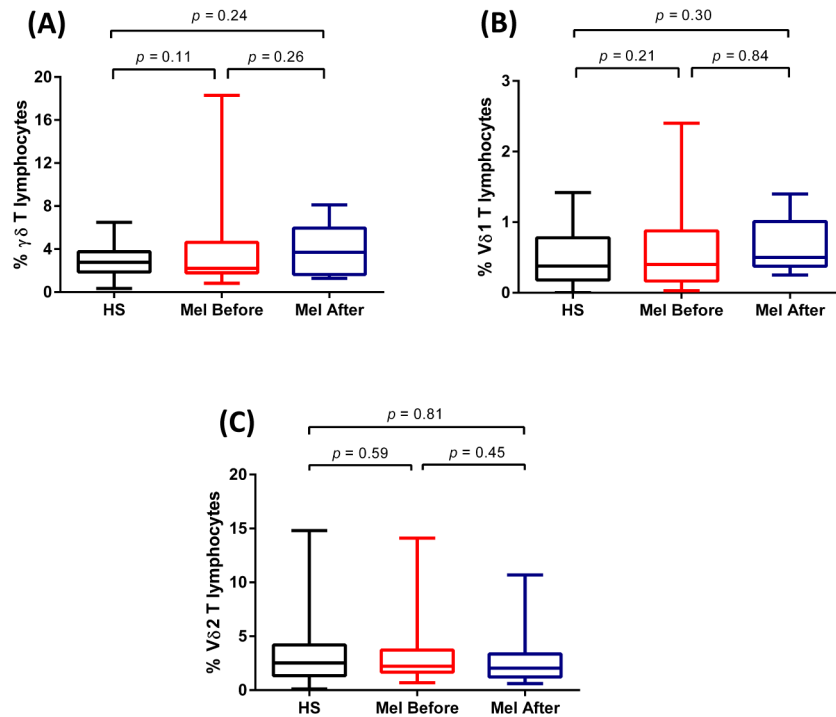 (A)
p = 0.24
p = 0.11
p = 0.26
% γ δ T lymphocytes
20
16
12
8
4
0
HS
Mel Before
Mel After
(B)
p = 0.30
p = 0.21
p = 0.84
% Vδ1 T lymphocytes
3
2
1
0
HS
Mel Before
Mel After
(C)
p = 0.81
p = 0.59
p = 0.45
% Vδ2 T lymphocytes
20
15
10
5
0
HS
Mel Before
Mel After